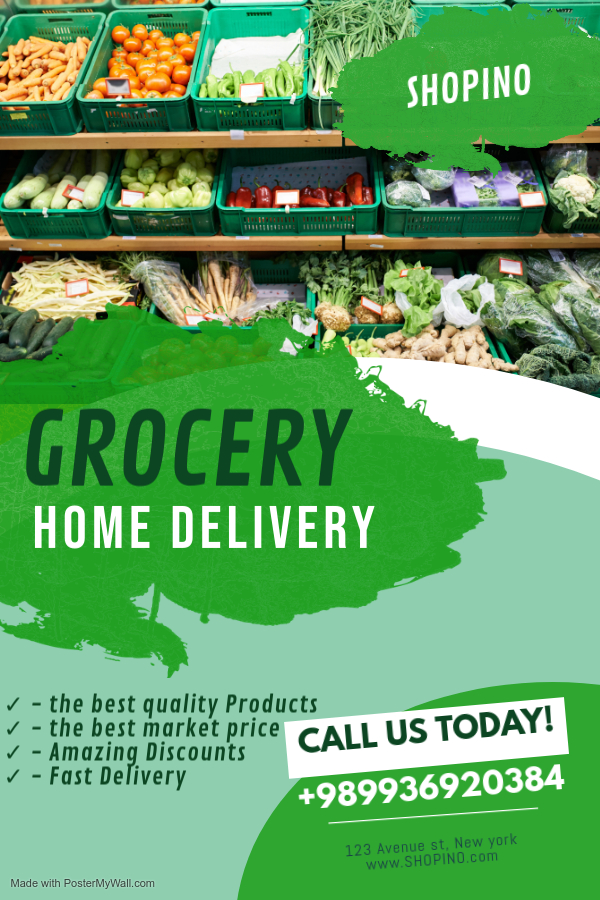 SHOPINO
GROCERY
HOME DELIVERY
✓ - the best quality Products
✓ - the best market price
✓ - Amazing Discounts
✓ - Fast Delivery
CALL US TODAY!
+989936920384
123 Avenue st, New york
www.SHOPINO.com
Made with PosterMyWall.com